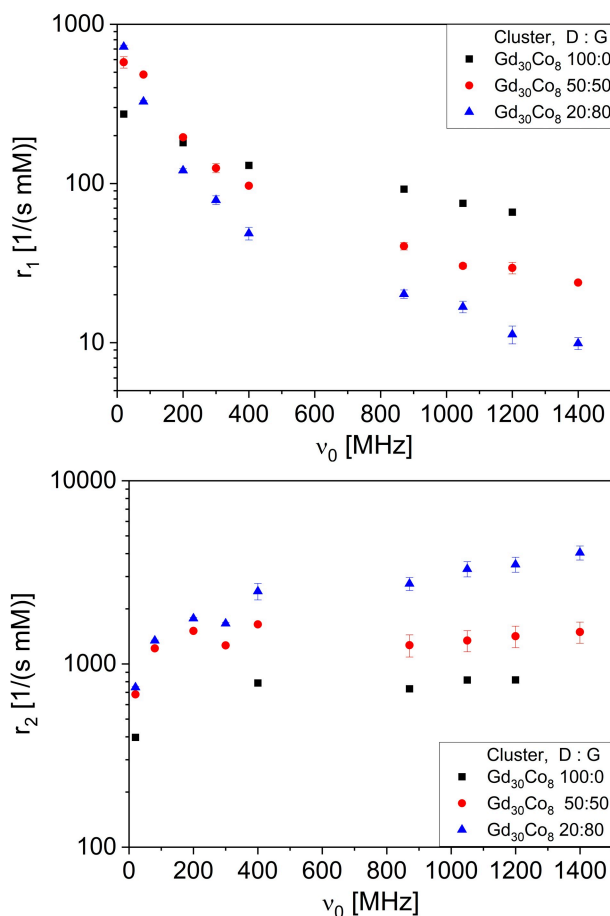 1000
100
10
r₁ [1/(s mM)]
Cluster, D : G
Gd₃₀Co₈ 100:0
Gd₃₀Co₈ 50:50
Gd₃₀Co₈ 20:80
0 200 400 600 800 1000 1200 1400
ν₀ [MHz]
10000
1000
100
r₂ [1/(s mM)]
Cluster, D : G
Gd₃₀Co₈ 100:0
Gd₃₀Co₈ 50:50
Gd₃₀Co₈ 20:80
0 200 400 600 800 1000 1200 1400
ν₀ [MHz]